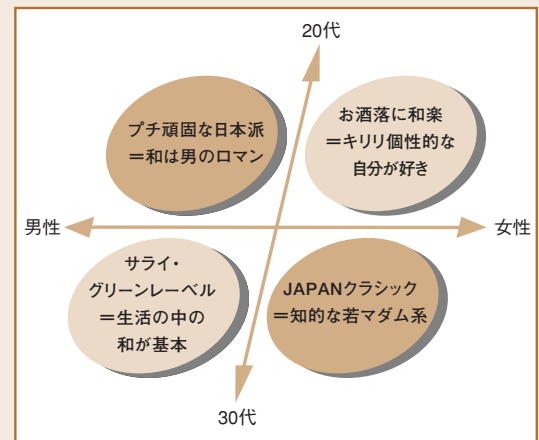 20代
プチ頑固な日本派
＝和は男のロマン
お洒落に和楽
＝キリリ個性的な
自分が好き
男性
女性
サライ・
グリーンレーベル
＝生活の中の
和が基本
JAPANクラシック
＝知的な若マダム系
30代